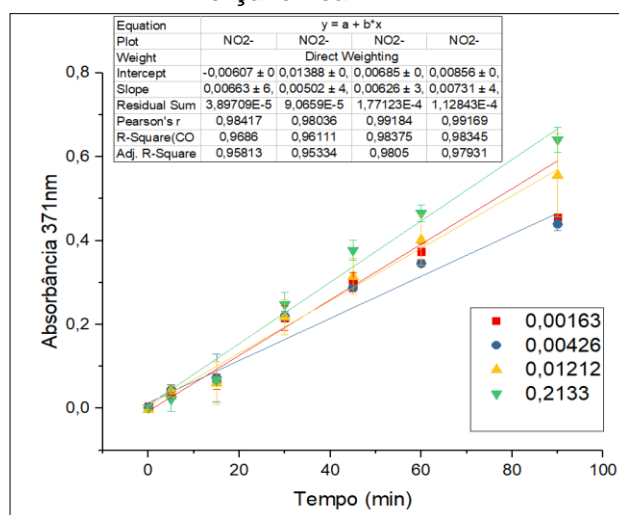 Equation y = a + b*x
Plot NO2- NO2- NO2- NO2-
Weight Direct Weighting
Intercept -0,00607 ± 0 0,01388 ± 0, 0,00685 ± 0, 0,00856 ± 0,
Slope 0,00663 ± 6, 0,00502 ± 4, 0,00626 ± 3, 0,00731 ± 4,
Residual Sum 3,89709E-5 9,0659E-5 1,77123E-4 1,12843E-4
Pearson's r 0,98417 0,98036 0,99184 0,99169
R-Square(CO 0,9686 0,96111 0,98375 0,98345
Adj. R-Square 0,95813 0,95334 0,9805 0,97931
0,8
0,6
0,4
0,2
0,0
Absorbância 371nm
0,00163
0,00426
0,01212
0,2133
0 20 40 60 80 100
Tempo (min)